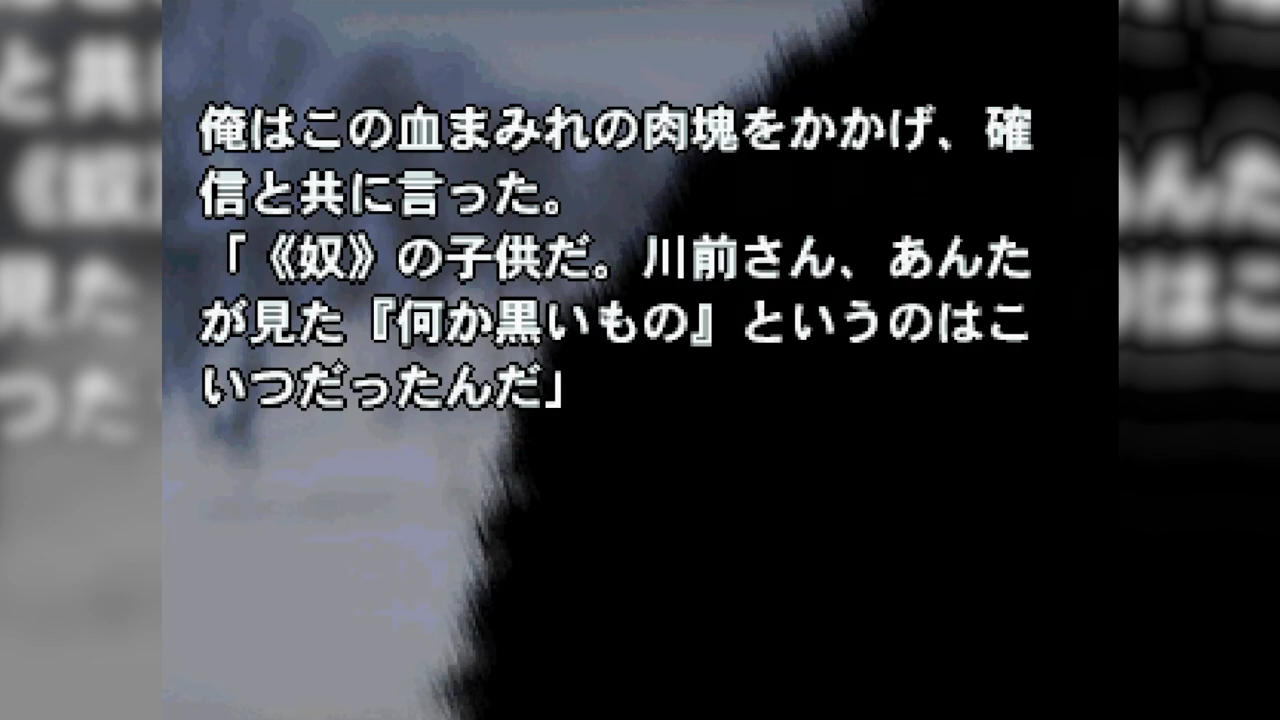 俺はこの血まみれの肉塊をかかげ、確
信と共に言った。
「《奴》の子供だ。川前さん、あんた
が見た『何か黒いもの』というのはこ
いつだったんだ」